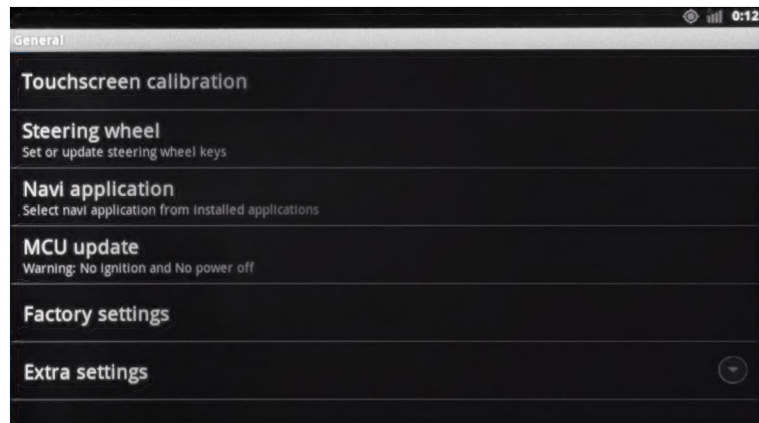 0:12
General
Touchscreen calibration
Steering wheel
Set or update steering wheel keys
Navi application
Select navi application from installed applications
MCU update
Warning: No ignition and No power off
Factory settings
Extra settings